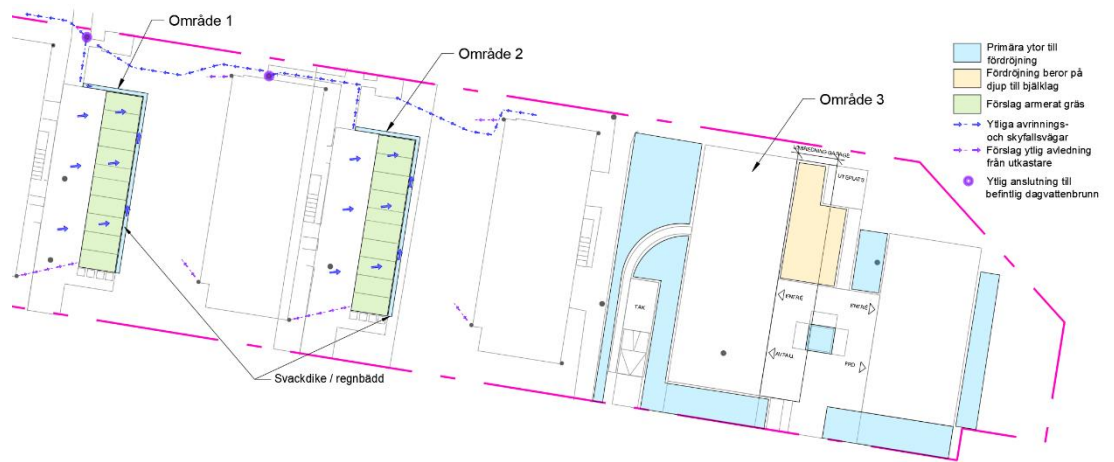 Område 1
Område 2
Område 3
Svackdike / regnbädd
UTEPLATS
ENTRÉ
ENTRÉ
TAK
FRD
Primära ytor till
fördröjning
Fördröjning beror på
djup till bjälklag
Förslag armerat gräs
Ytliga avrinnings-
och skyfallsvägar
Förslag ytlig avledning
från utkastare
Ytlig anslutning till
befintlig dagvattenbrunn